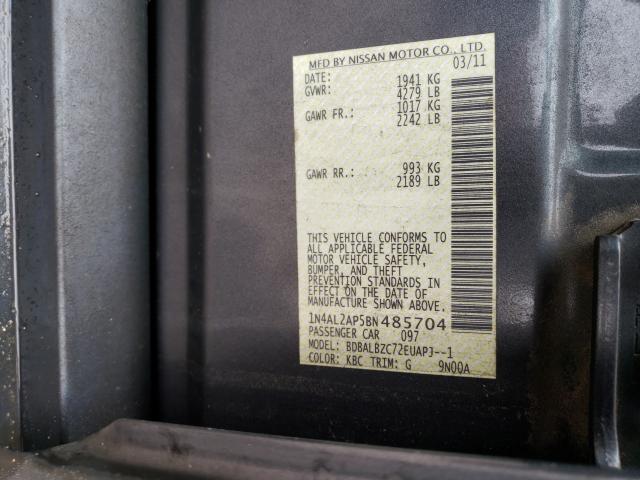 MFD BY NISSAN MOTOR CO., LTD.
DATE: 03/11
GVWR: 1941 KG
4279 LB
GAWR FR.: 1017 KG
2242 LB
GAWR RR.: 993 KG
2189 LB
THIS VEHICLE CONFORMS TO
ALL APPLICABLE FEDERAL
MOTOR VEHICLE SAFETY,
BUMPER, AND THEFT
PREVENTION STANDARDS IN
EFFECT ON THE DATE OF
MANUFACTURE SHOWN ABOVE.
1N4AL2AP5BN485704
PASSENGER CAR 097
MODEL: BDBALBZC72EUAPJ--1
COLOR: KBC TRIM: G 9N00A